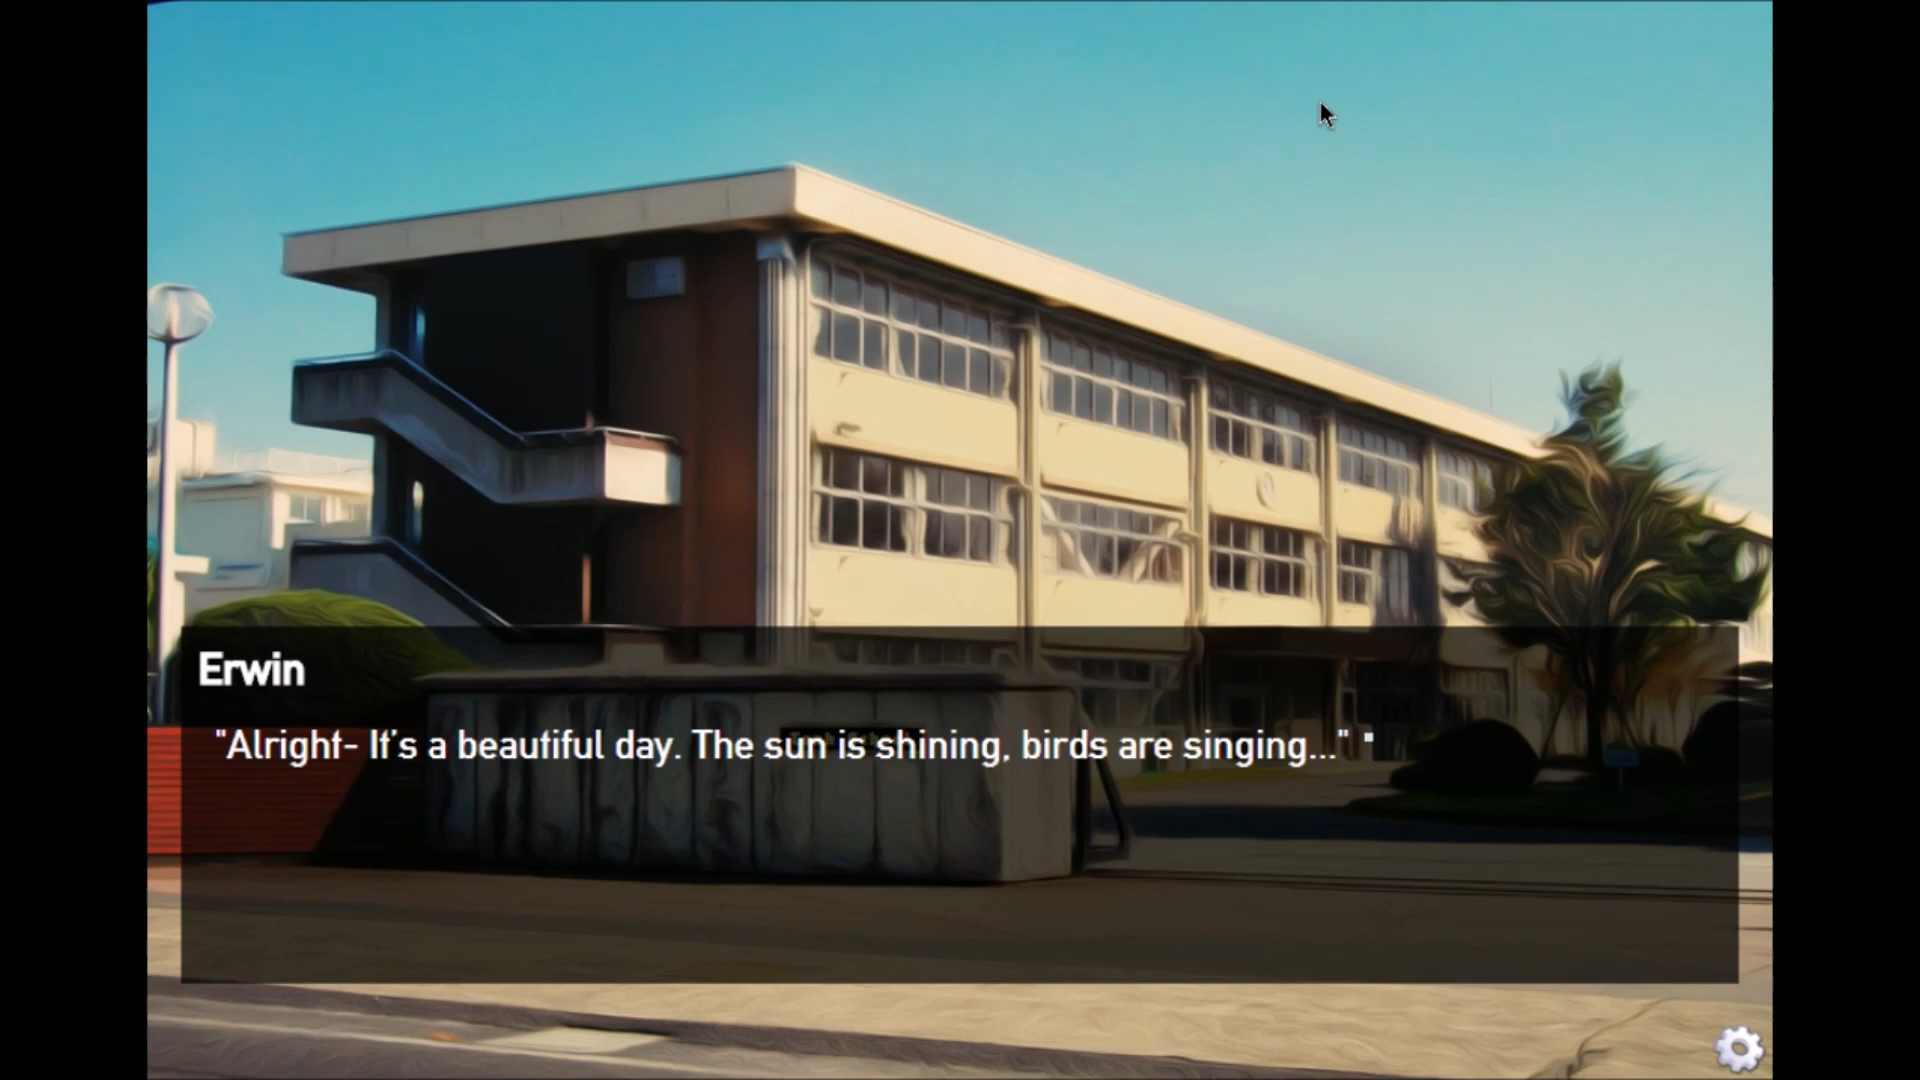 Erwin
"Alright- It's a beautiful day. The sun is shining, birds are singing..."